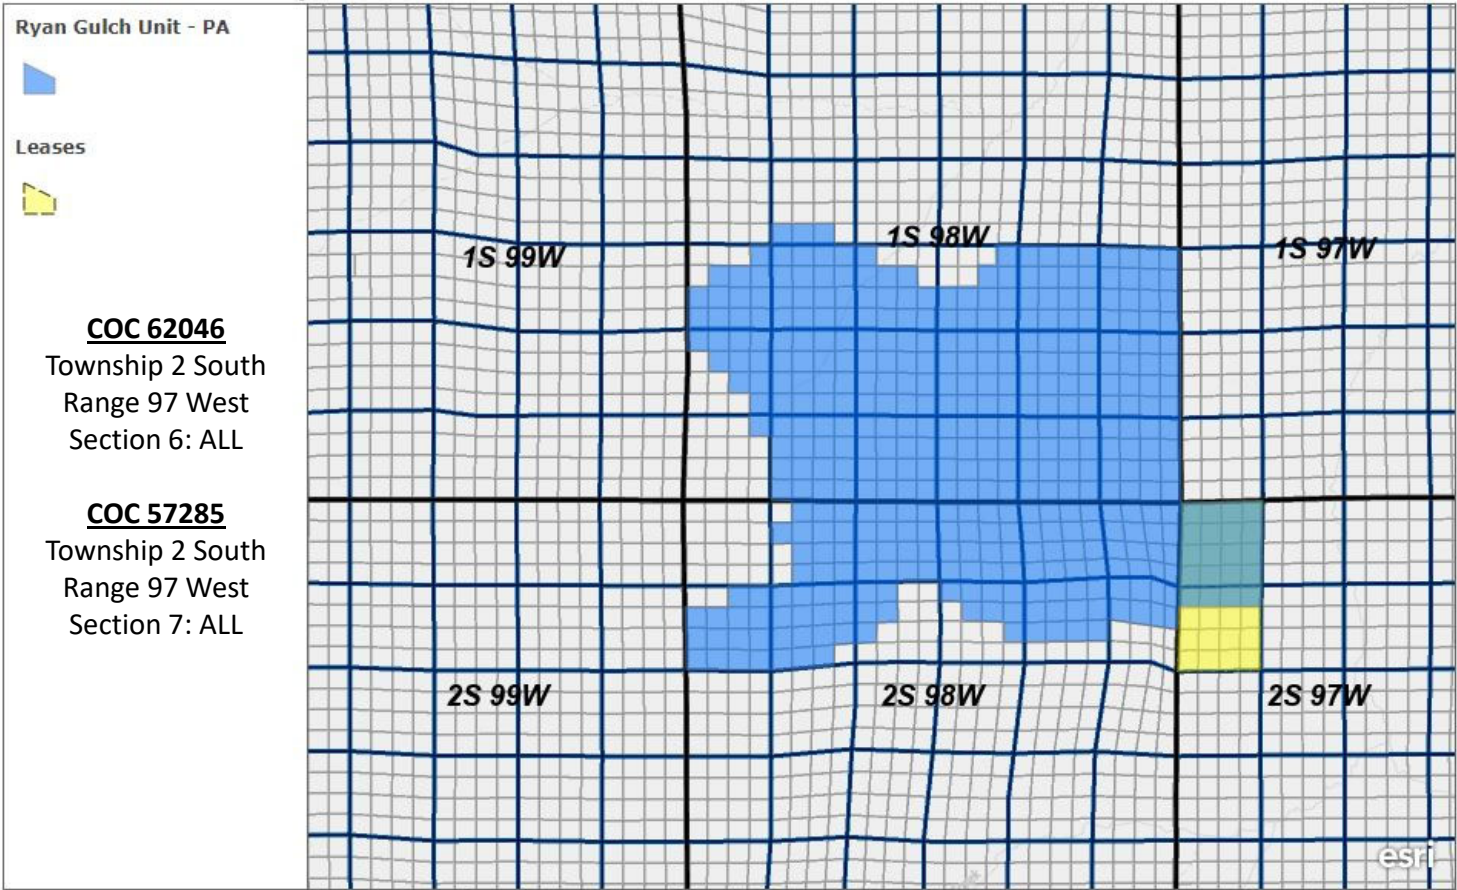 Ryan Gulch Unit - PA
Leases
COC 62046
Township 2 South
Range 97 West
Section 6: ALL
COC 57285
Township 2 South
Range 97 West
Section 7: ALL
1S 99W
1S 98W
1S 97W
2S 99W
2S 98W
2S 97W
esri